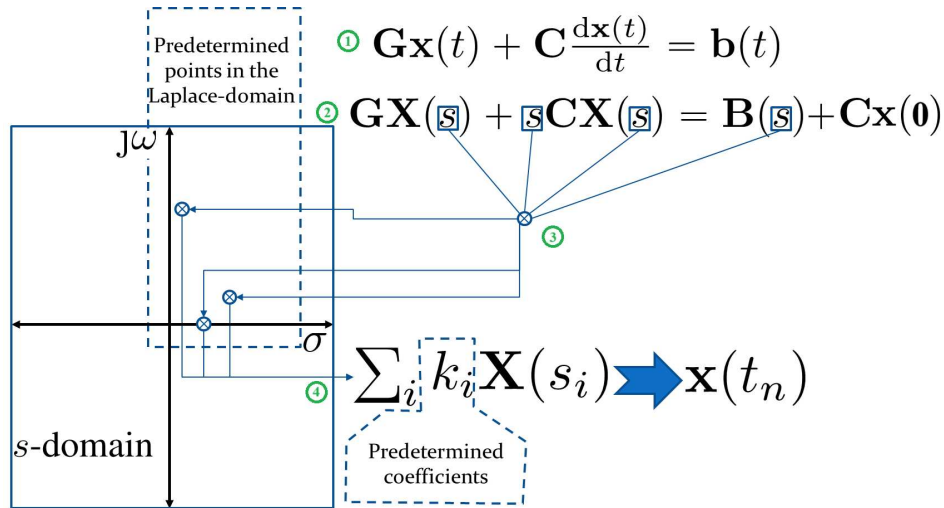 Predetermined
points in the
Laplace-domain
① Gx(t) + C dx(t)/dt = b(t)
② GX(s) + sCX(s) = B(s)+Cx(0)
jω
③
σ
④ ∑ᵢ kᵢ X(sᵢ) x(tₙ)
s-domain
Predetermined
coefficients